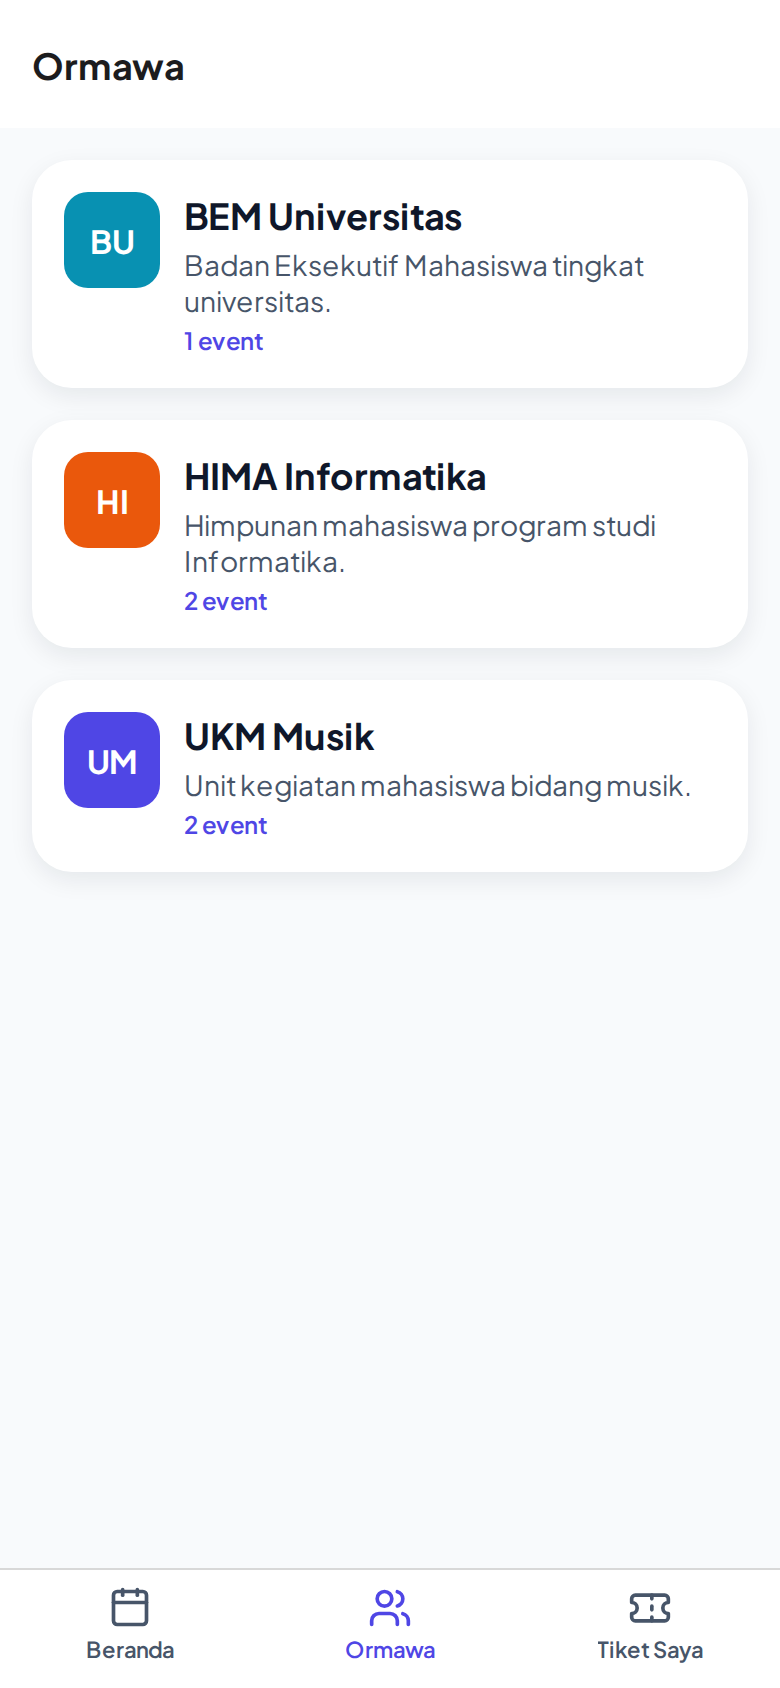 Ormawa
BU
BEM Universitas
Badan Eksekutif Mahasiswa tingkat
universitas.
1 event
HI
HIMA Informatika
Himpunan mahasiswa program studi
Informatika.
2 event
UM
UKM Musik
Unit kegiatan mahasiswa bidang musik.
2 event
Beranda
Ormawa
Tiket Saya